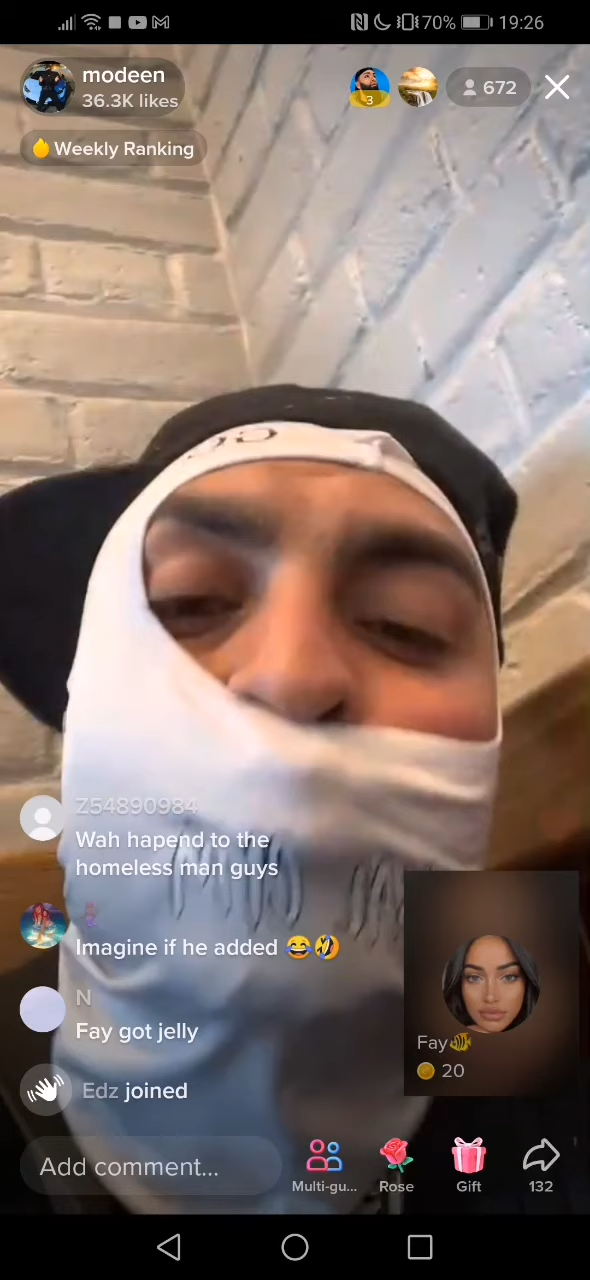 70% 19:26
modeen
36.3K likes
3
672
Weekly Ranking
Z54890984
Wah hapend to the
homeless man guys
Imagine if he added 😂🤣
N
Fay got jelly
Fay🐠
20
Edz joined
Add comment...
Multi-gu...
Rose
Gift
132